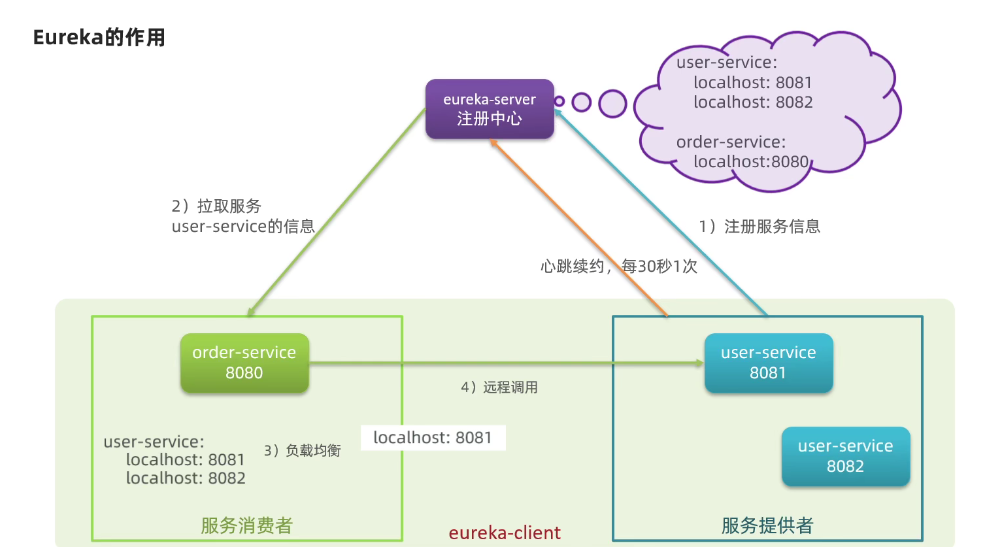 Eureka的作用
eureka-server
注册中心
user-service：
localhost: 8081
localhost: 8082
order-service：
localhost:8080
2）拉取服务
user-service的信息
1）注册服务信息
心跳续约，每30秒1次
order-service
8080
user-service
8081
4）远程调用
user-service：
localhost: 8081
localhost: 8082
3）负载均衡
localhost: 8081
user-service
8082
服务消费者
eureka-client
服务提供者